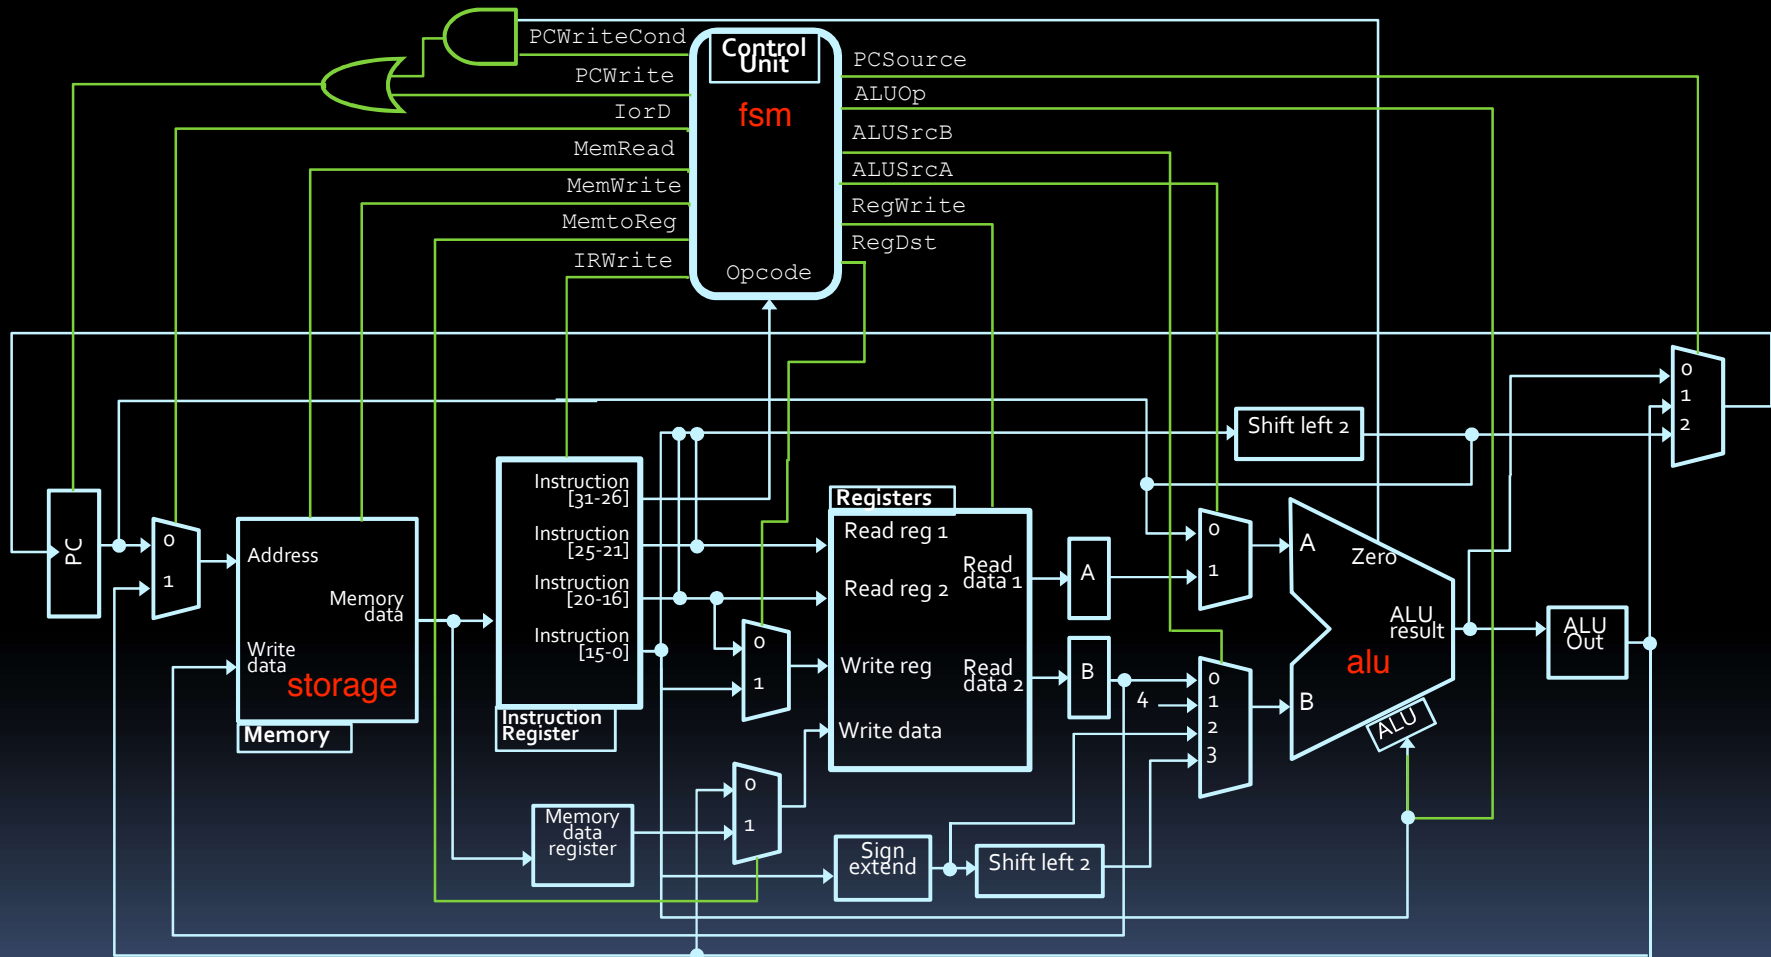 PCWriteCond
PCWrite
IorD
MemRead
MemWrite
MemtoReg
IRWrite
Control
Unit
fsm
Opcode
PCSource
ALUOp
ALUSrcB
ALUSrcA
RegWrite
RegDst
PC
0
1
Address
Memory
data
Write
data
storage
Memory
Instruction
[31-26]
Instruction
[25-21]
Instruction
[20-16]
Instruction
[15-0]
Instruction
Register
0
1
Memory
data
register
0
1
Registers
Read reg 1
Read reg 2
Write reg
Write data
Read
data 1
Read
data 2
Sign
extend
Shift left 2
A
B
4
0
1
0
1
2
3
Shift left 2
A
B
Zero
ALU
result
alu
ALU
ALU
Out
0
1
2